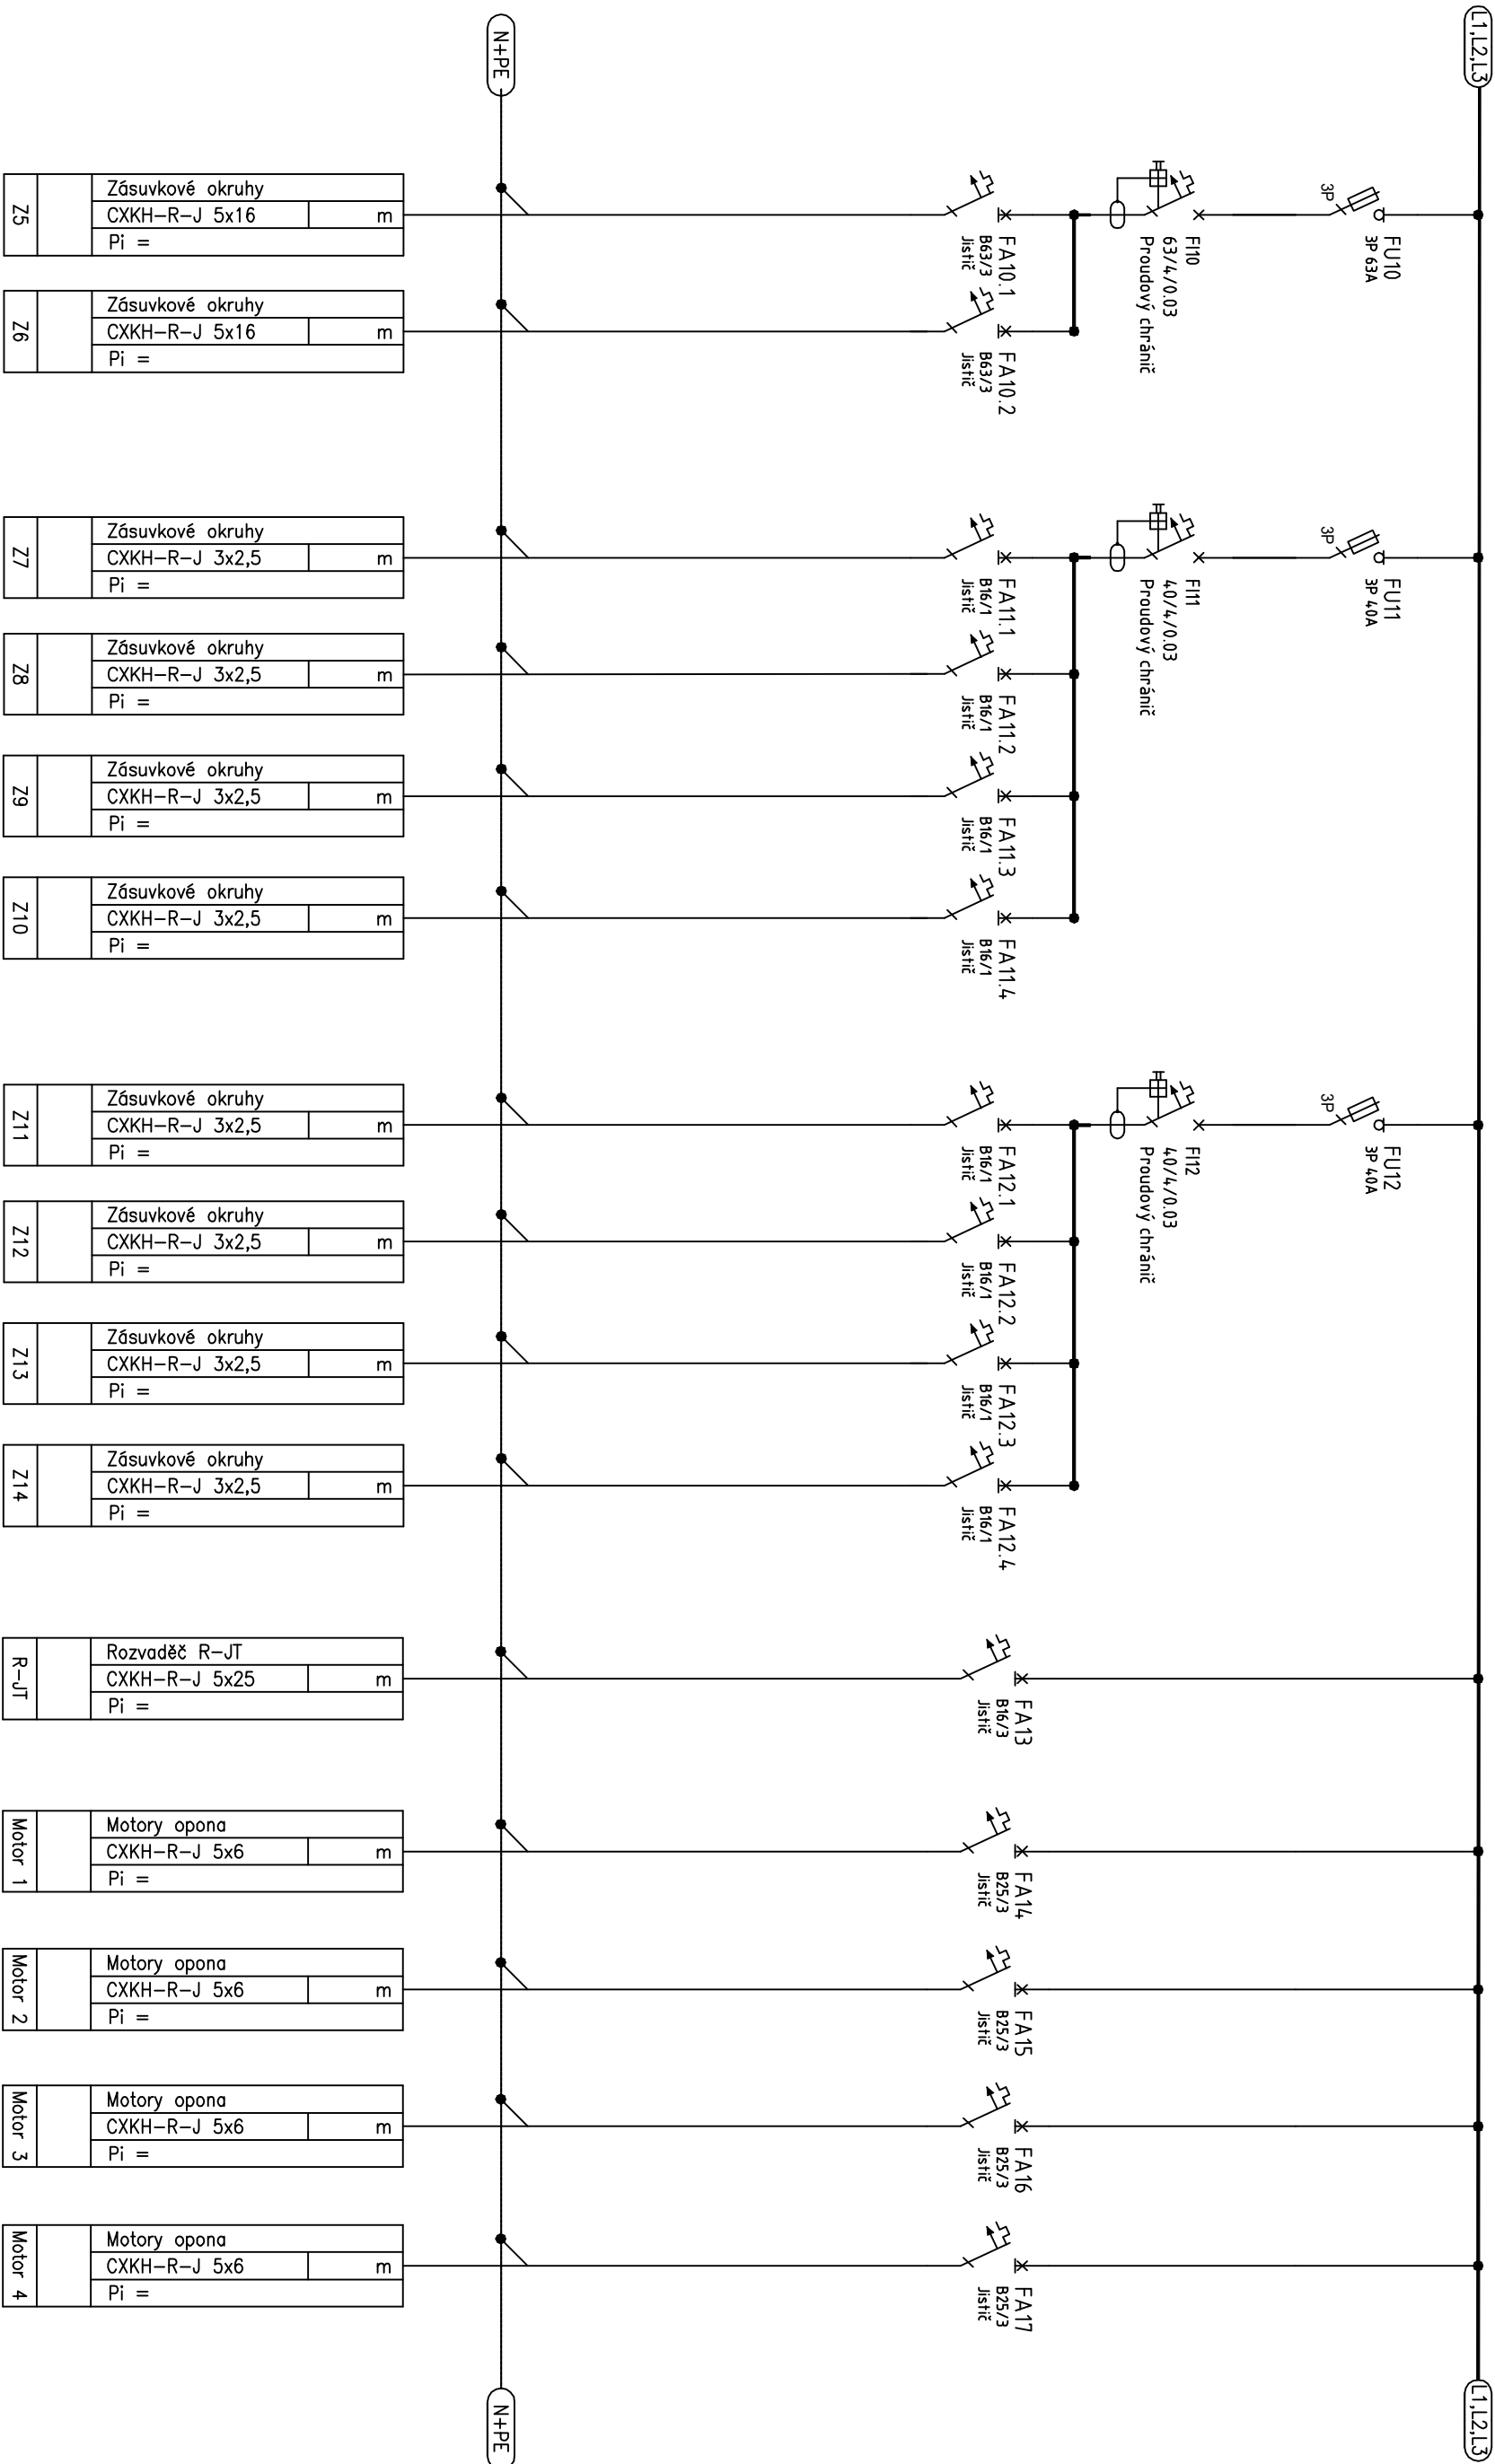 L1,L2,L3
N+PE
FU10
3P 63A
3P
FI10
63/4/0.03
Proudový chránič
FA10.1
B63/3
Jistič
Zásuvkové okruhy
CXKH-R-J 5x16
m
Pi =
Z5
FA10.2
B63/3
Jistič
Zásuvkové okruhy
CXKH-R-J 5x16
m
Pi =
Z6
FU11
3P 40A
3P
FI11
40/4/0.03
Proudový chránič
FA11.1
B16/1
Jistič
Zásuvkové okruhy
CXKH-R-J 3x2,5
m
Pi =
Z7
FA11.2
B16/1
Jistič
Zásuvkové okruhy
CXKH-R-J 3x2,5
m
Pi =
Z8
FA11.3
B16/1
Jistič
Zásuvkové okruhy
CXKH-R-J 3x2,5
m
Pi =
Z9
FA11.4
B16/1
Jistič
Zásuvkové okruhy
CXKH-R-J 3x2,5
m
Pi =
Z10
FU12
3P 40A
3P
FI12
40/4/0.03
Proudový chránič
FA12.1
B16/1
Jistič
Zásuvkové okruhy
CXKH-R-J 3x2,5
m
Pi =
Z11
FA12.2
B16/1
Jistič
Zásuvkové okruhy
CXKH-R-J 3x2,5
m
Pi =
Z12
FA12.3
B16/1
Jistič
Zásuvkové okruhy
CXKH-R-J 3x2,5
m
Pi =
Z13
FA12.4
B16/1
Jistič
Zásuvkové okruhy
CXKH-R-J 3x2,5
m
Pi =
Z14
FA13
B16/3
Jistič
Rozvaděč R-JT
CXKH-R-J 5x25
m
Pi =
R-JT
FA14
B25/3
Jistič
Motory opona
CXKH-R-J 5x6
m
Pi =
Motor 1
FA15
B25/3
Jistič
Motory opona
CXKH-R-J 5x6
m
Pi =
Motor 2
FA16
B25/3
Jistič
Motory opona
CXKH-R-J 5x6
m
Pi =
Motor 3
FA17
B25/3
Jistič
Motory opona
CXKH-R-J 5x6
m
Pi =
Motor 4
L1,L2,L3
N+PE